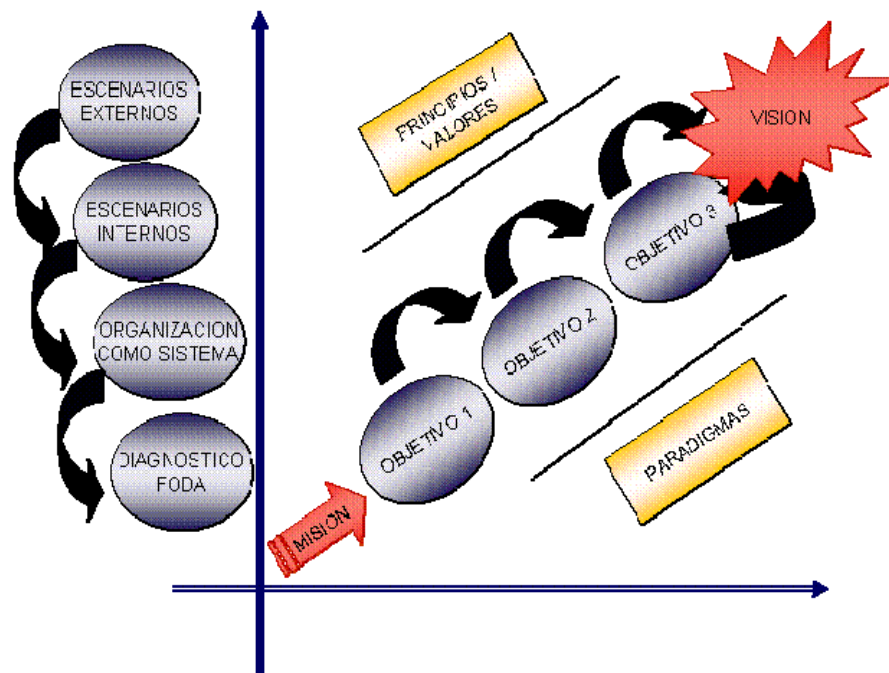 ESCENARIOS
EXTERNOS
ESCENARIOS
INTERNOS
ORGANIZACION
COMO SISTEMA
DIAGNOSTICO
FODA
PRINCIPIOS /
VALORES
VISION
OBJETIVO 3
OBJETIVO 2
OBJETIVO 1
MISIÓN
PARADIGMAS